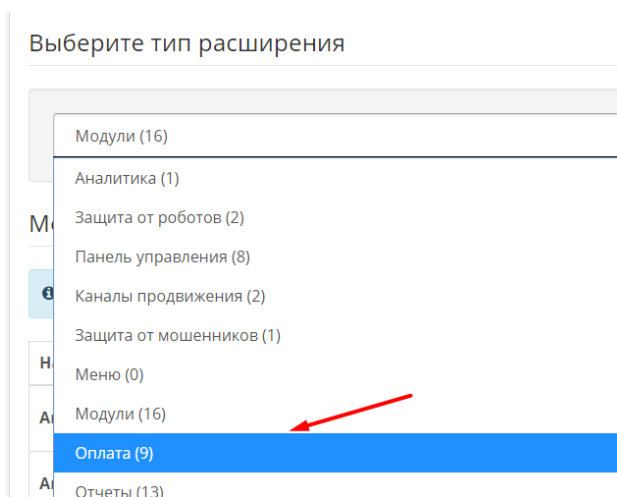 Выберите тип расширения
Модули (16)
Аналитика (1)
Защита от роботов (2)
Панель управления (8)
Каналы продвижения (2)
Защита от мошенников (1)
Меню (0)
Модули (16)
Оплата (9)
Отчеты (13)